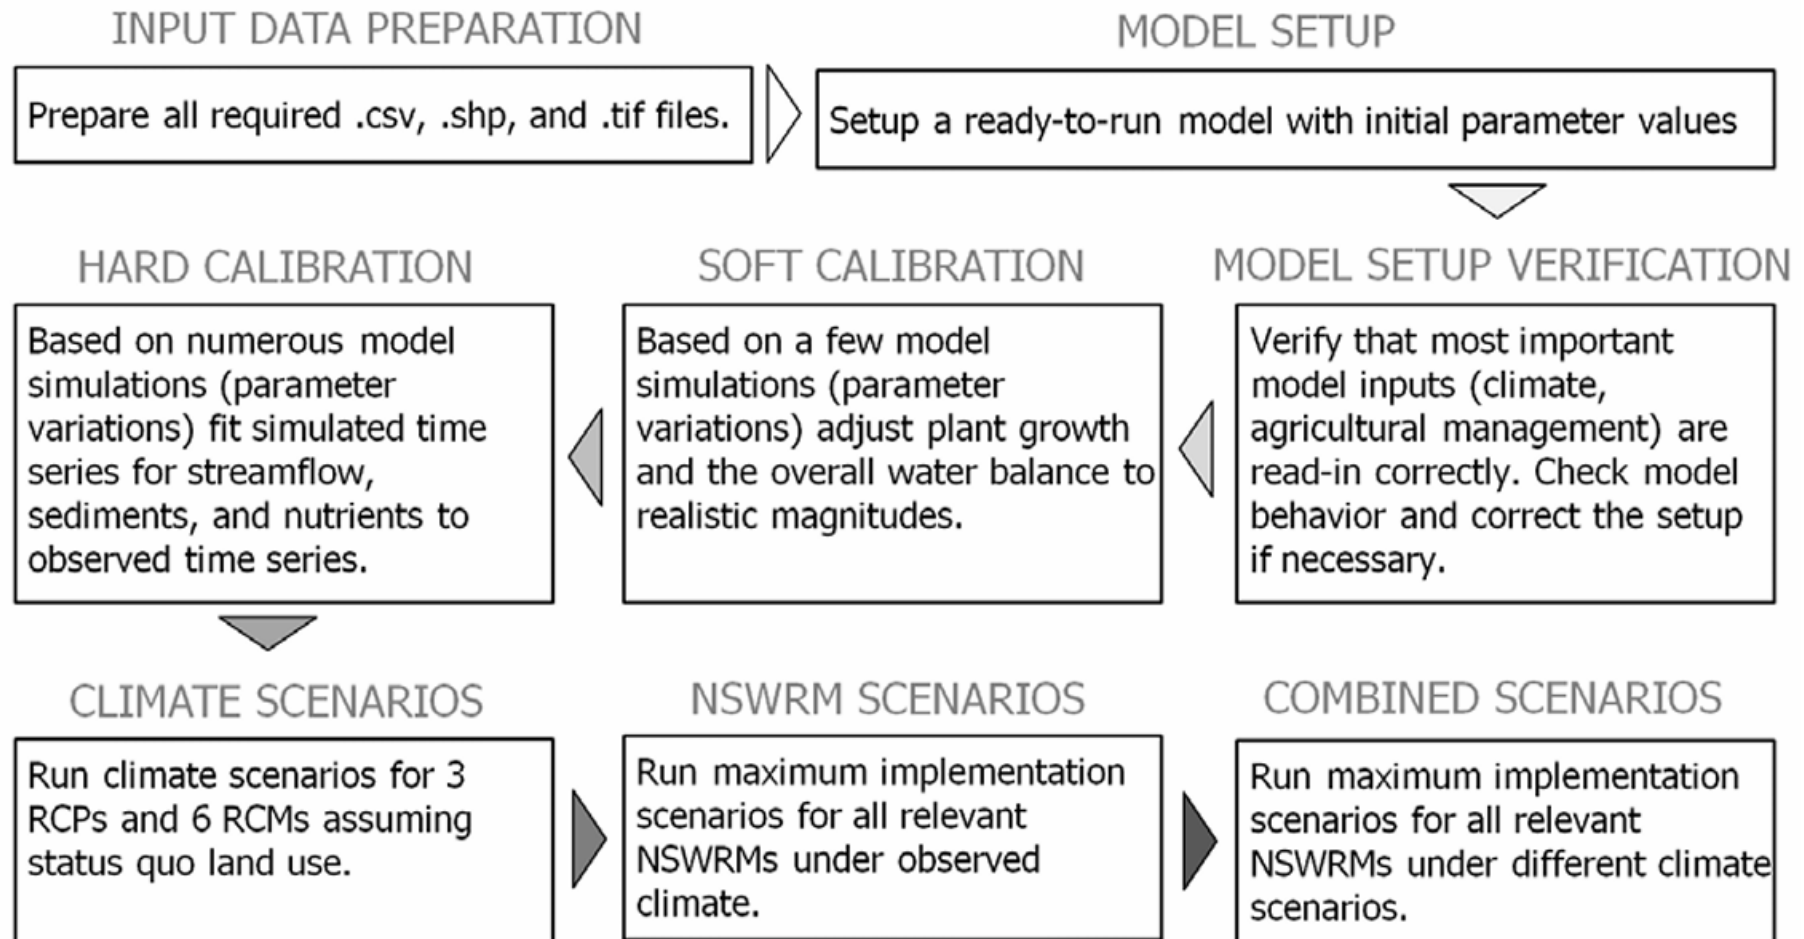 INPUT DATA PREPARATION
Prepare all required .csv, .shp, and .tif files.
MODEL SETUP
Setup a ready-to-run model with initial parameter values
MODEL SETUP VERIFICATION
Verify that most important
model inputs (climate,
agricultural management) are
read-in correctly. Check model
behavior and correct the setup
if necessary.
SOFT CALIBRATION
Based on a few model
simulations (parameter
variations) adjust plant growth
and the overall water balance to
realistic magnitudes.
HARD CALIBRATION
Based on numerous model
simulations (parameter
variations) fit simulated time
series for streamflow,
sediments, and nutrients to
observed time series.
CLIMATE SCENARIOS
Run climate scenarios for 3
RCPs and 6 RCMs assuming
status quo land use.
NSWRM SCENARIOS
Run maximum implementation
scenarios for all relevant
NSWRMs under observed
climate.
COMBINED SCENARIOS
Run maximum implementation
scenarios for all relevant
NSWRMs under different climate
scenarios.